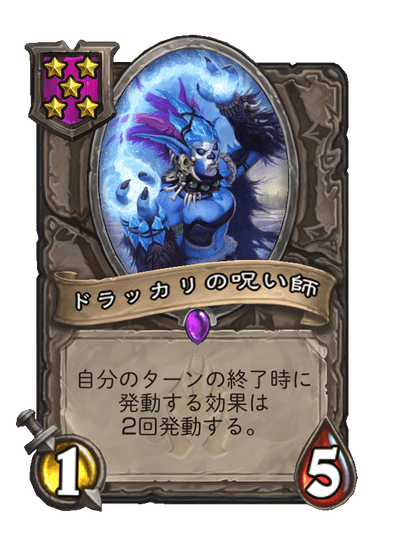 ドラッカリの呪い師
自分のターンの終了時に
発動する効果は
2回発動する。
1
5